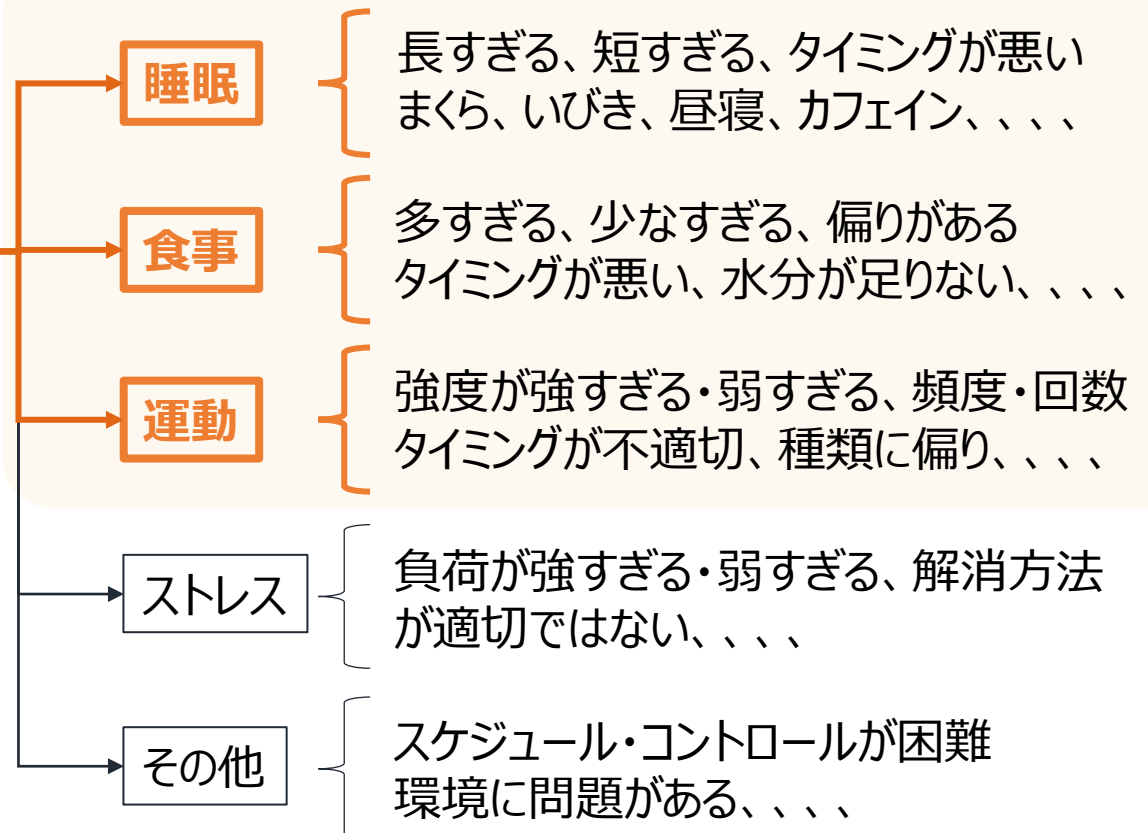 睡眠
長すぎる、短すぎる、タイミングが悪い
まくら、いびき、昼寝、カフェイン、、、、
食事
多すぎる、少なすぎる、偏りがある
タイミングが悪い、水分が足りない、、、、
運動
強度が強すぎる・弱すぎる、頻度・回数
タイミングが不適切、種類に偏り、、、、
ストレス
負荷が強すぎる・弱すぎる、解消方法
が適切ではない、、、、
その他
スケジュール・コントロールが困難
環境に問題がある、、、、